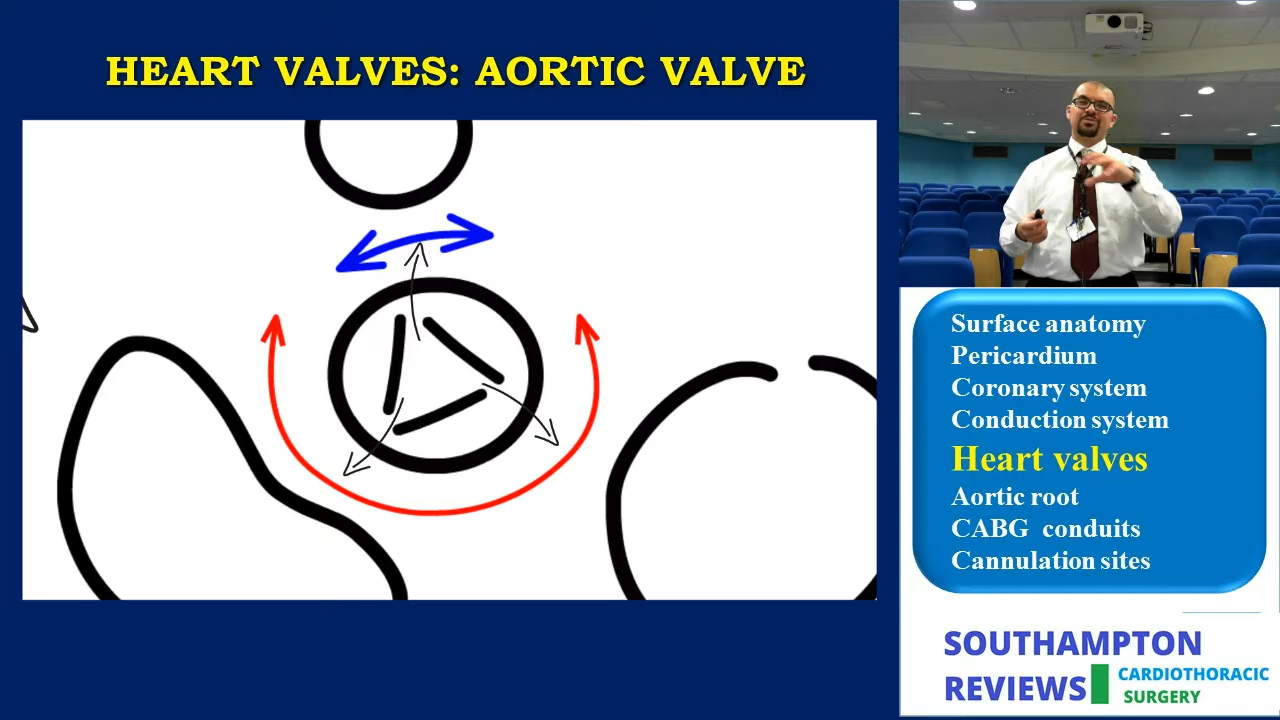 HEART VALVES: AORTIC VALVE
Surface anatomy
Pericardium
Coronary system
Conduction system
Heart valves
Aortic root
CABG conduits
Cannulation sites
SOUTHAMPTON
REVIEWS
CARDIOTHORACIC
SURGERY